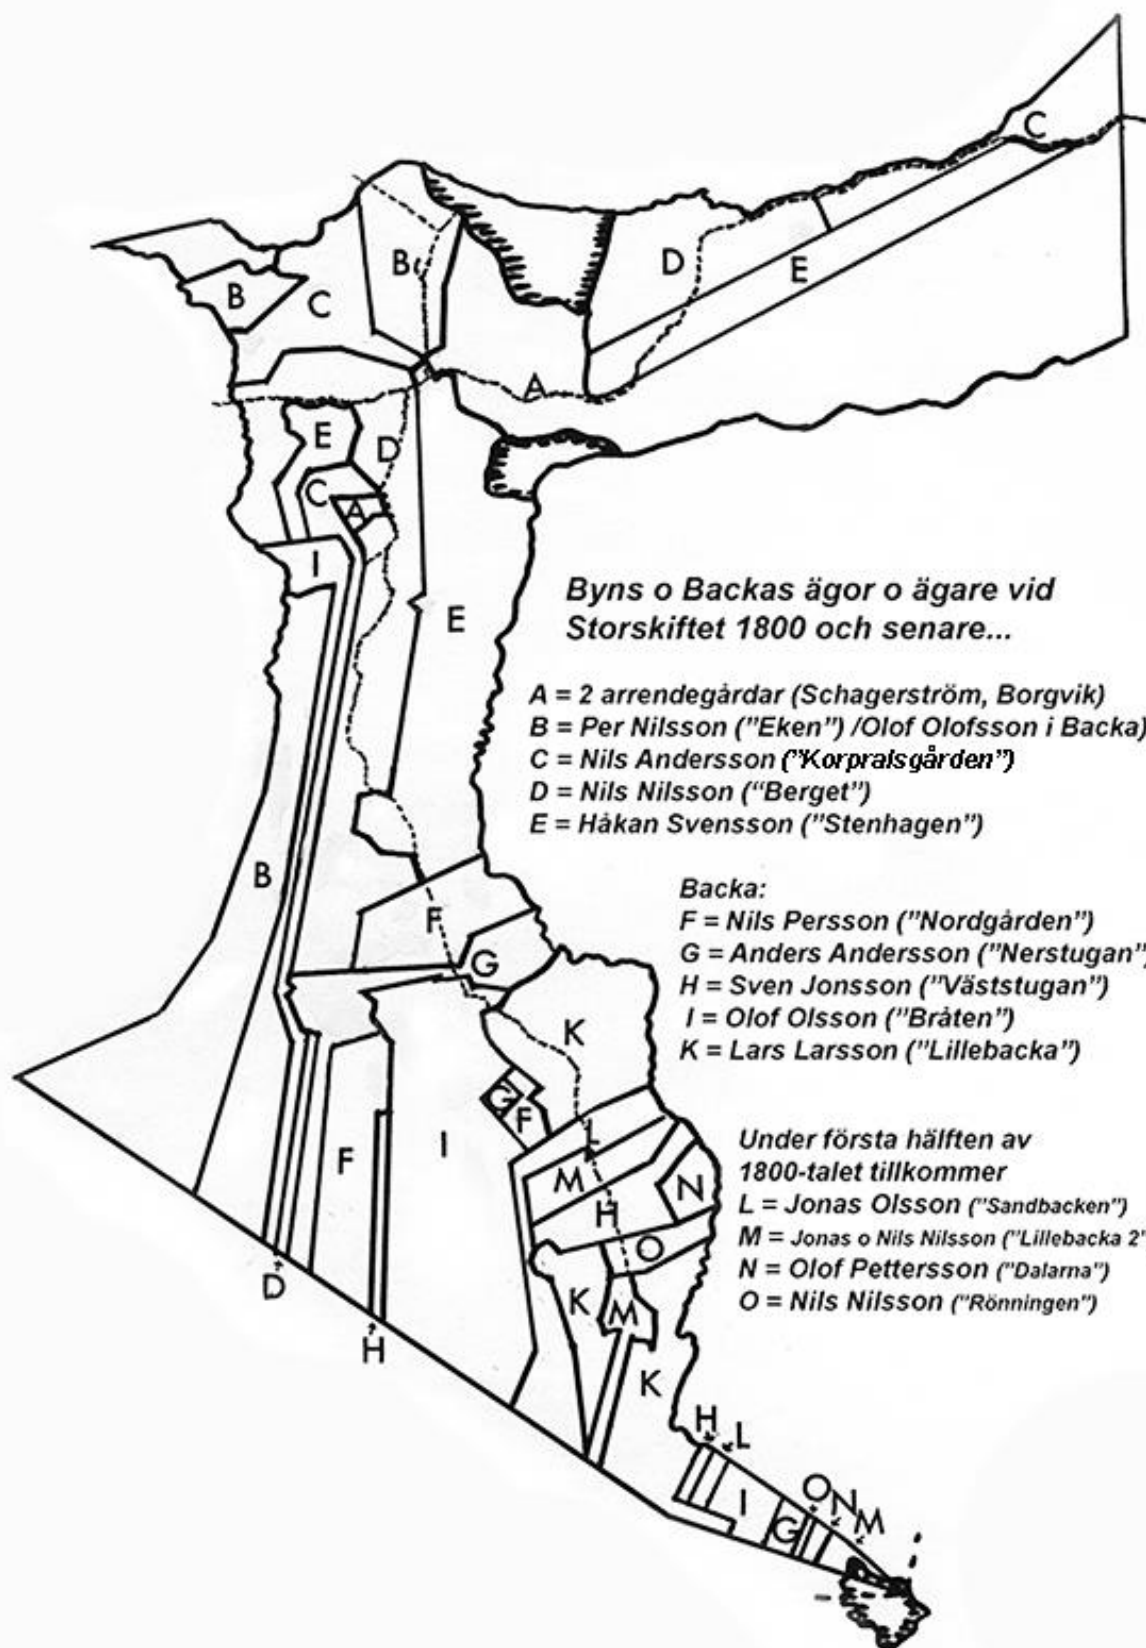 C
B
D
E
B
C
A
E
D
C
A
I
E
Byns o Backas ägor o ägare vid
Storskiftet 1800 och senare...
A = 2 arrendegårdar (Schagerström, Borgvik)
B = Per Nilsson ("Eken") /Olof Olofsson i Backa)
C = Nils Andersson ("Korpralsgården")
D = Nils Nilsson ("Berget")
E = Håkan Svensson ("Stenhagen")
B
F
G
Backa:
F = Nils Persson ("Nordgården")
G = Anders Andersson ("Nerstugan")
H = Sven Jonsson ("Väststugan")
I = Olof Olsson ("Bråten")
K = Lars Larsson ("Lillebacka")
K
G
F
I
F
L
M
N
H
O
Under första hälften av
1800-talet tillkommer
L = Jonas Olsson ("Sandbacken")
M = Jonas o Nils Nilsson ("Lillebacka 2"
N = Olof Pettersson ("Dalarna")
O = Nils Nilsson ("Rönningen")
D
H
K
M
K
H
L
I
G
O
N
M